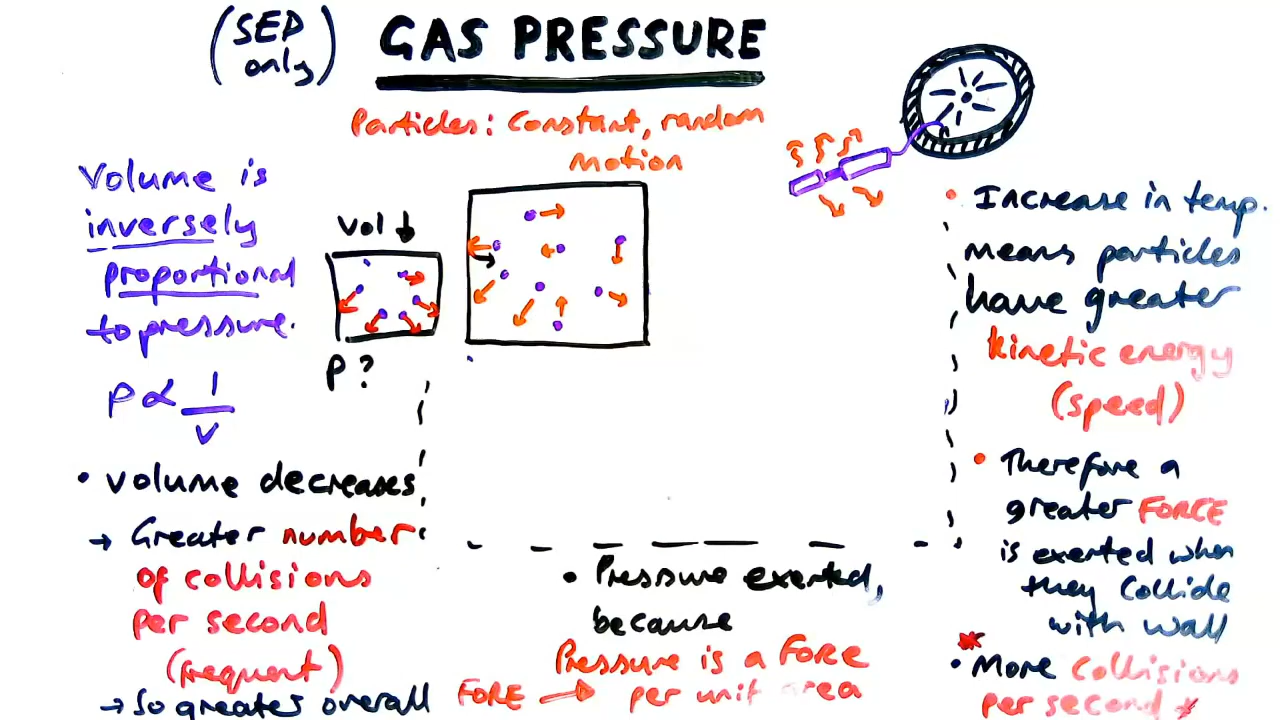 (SEP only)
GAS PRESSURE
Particles: Constant, random
motion
Volume is
inversely
proportional
to pressure.
P ∝ 1/V
• volume decreases
→ Greater number
of collisions
per second
(frequent)
→ So greates overall
Vol ↓
P ?
• Pressure exerted,
because
Pressure is a FORCE
FORE → per unit area
• Increase in temp.
means particles
have greater
kinetic energy
(speed)
• Therefore a
greater FORCE
is exerted when
they collide
with wall
• More collisions
per second *